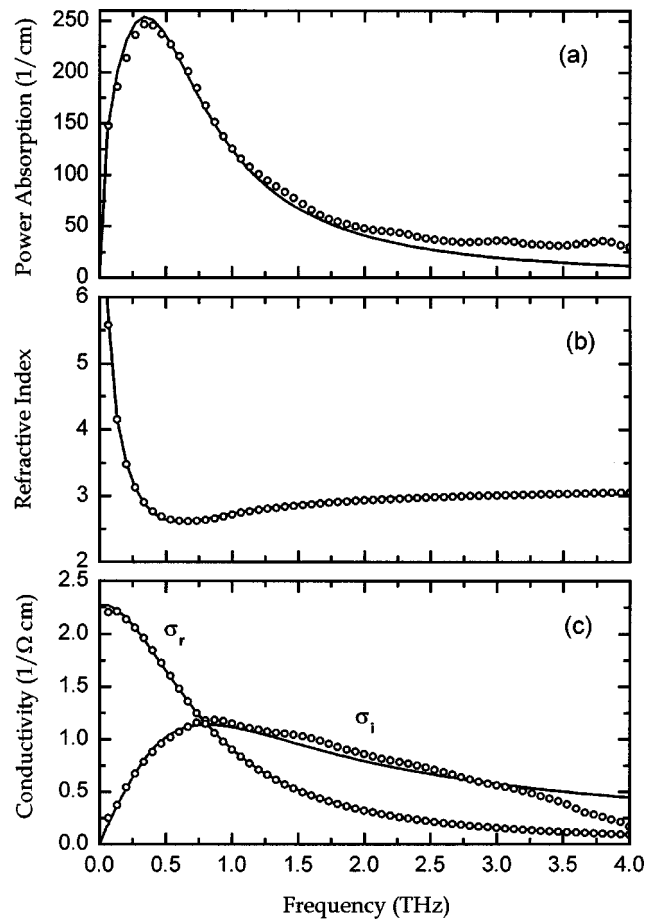 Power Absorption (1/cm)
250
200
150
100
50
0
(a)
Refractive Index
6
5
4
3
2
(b)
Conductivity (1/Ω cm)
2.5
2.0
1.5
1.0
0.5
0.0
(c)
σr
σi
0.0 0.5 1.0 1.5 2.0 2.5 3.0 3.5 4.0
Frequency (THz)